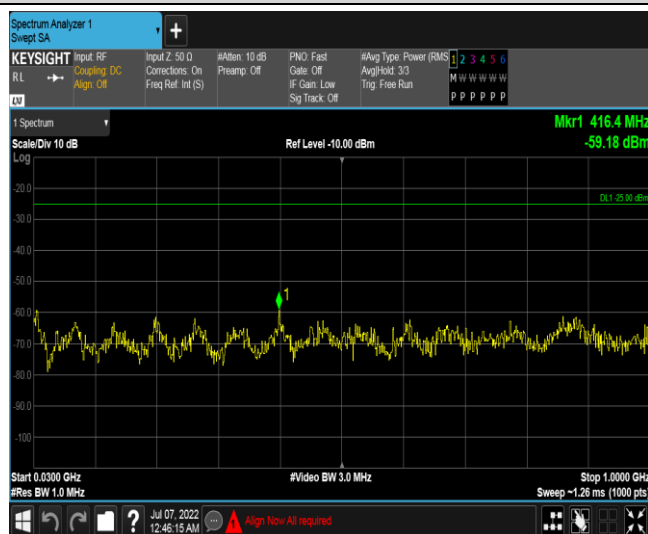 Spectrum Analyzer 1
Swept SA
+
KEYSIGHT
RL
LXI
Input: RF
Coupling: DC
Align: Off
Input Z: 50 Ω
Corrections: On
Freq Ref: Int (S)
#Atten: 10 dB
Preamp: Off
PNO: Fast
Gate: Off
IF Gain: Low
Sig Track: Off
#Avg Type: Power (RMS
Avg|Hold: 3/3
Trig: Free Run
1 2 3 4 5 6
M W W W W W
P P P P P P
1 Spectrum
Mkr1 416.4 MHz
Scale/Div 10 dB
Ref Level -10.00 dBm
-59.18 dBm
Log
-20.0
DL1 -25.00 dBm
-30.0
-40.0
-50.0
1
-60.0
-70.0
-80.0
-90.0
-100
Start 0.0300 GHz
#Video BW 3.0 MHz
Stop 1.0000 GHz
#Res BW 1.0 MHz
Sweep ~1.26 ms (1000 pts)
?
Jul 07, 2022
12:46:15 AM
Align Now All required